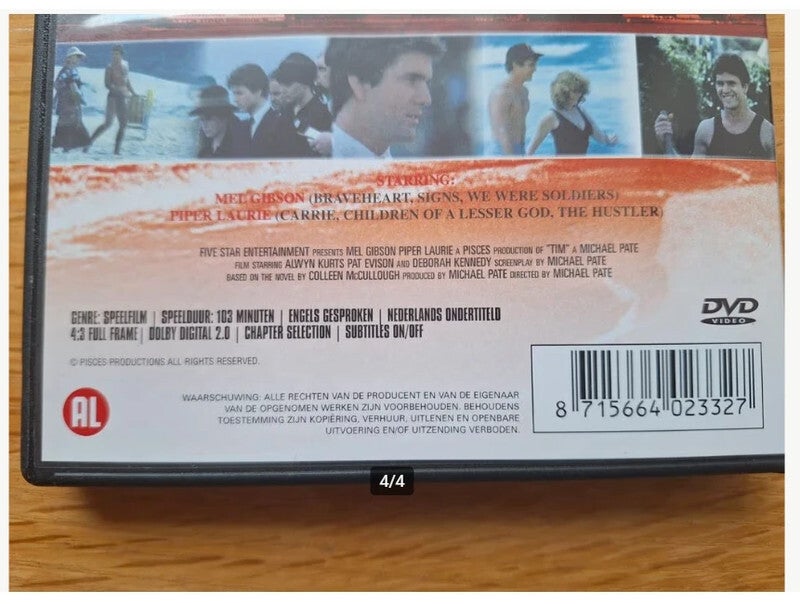 STARRING:
MEL GIBSON (BRAVEHEART, SIGNS, WE WERE SOLDIERS)
PIPER LAURIE (CARRIE, CHILDREN OF A LESSER GOD, THE HUSTLER)
FIVE STAR ENTERTAINMENT PRESENTS MEL GIBSON PIPER LAURIE A PISCES PRODUCTION OF "TIM" A MICHAEL PATE
FILM STARRING ALWYN KURTS PAT EVISON AND DEBORAH KENNEDY SCREENPLAY BY MICHAEL PATE
BASED ON THE NOVEL BY COLLEEN McCULLOUGH PRODUCED BY MICHAEL PATE DIRECTED BY MICHAEL PATE
GENRE: SPEELFILM | SPEELDUUR: 103 MINUTEN | ENGELS GESPROKEN | NEDERLANDS ONDERTITELD
4:3 FULL FRAME | DOLBY DIGITAL 2.0 | CHAPTER SELECTION | SUBTITLES ON/OFF
DVD
VIDEO
© PISCES PRODUCTIONS ALL RIGHTS RESERVED.
AL
WAARSCHUWING: ALLE RECHTEN VAN DE PRODUCENT EN VAN DE EIGENAAR
VAN DE OPGENOMEN WERKEN ZIJN VOORBEHOUDEN. BEHOUDENS
TOESTEMMING ZIJN KOPIËRING, VERHUUR, UITLENEN EN OPENBARE
UITVOERING EN/OF UITZENDING VERBODEN.
8 715664 023327
4/4